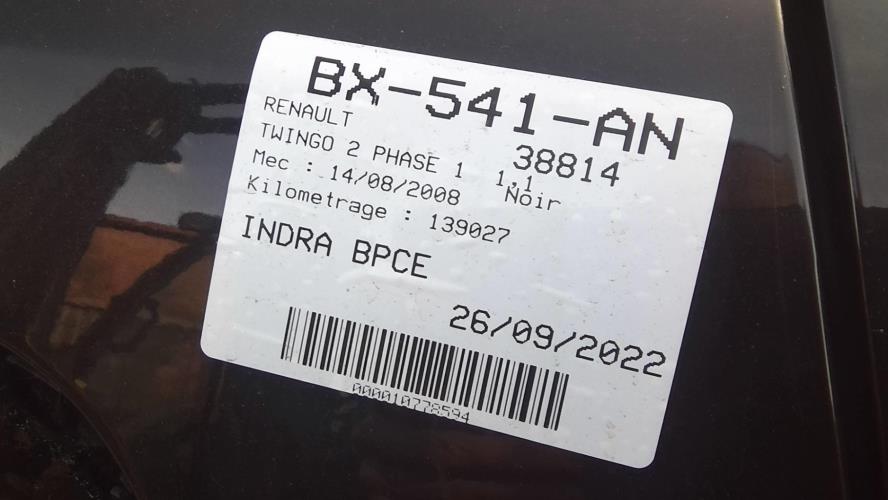 BX-541-AN
RENAULT 38814
TWINGO 2 PHASE 1 1,1
Mec : 14/08/2008 Noir
Kilometrage : 139027
INDRA BPCE
26/09/2022
000010778594